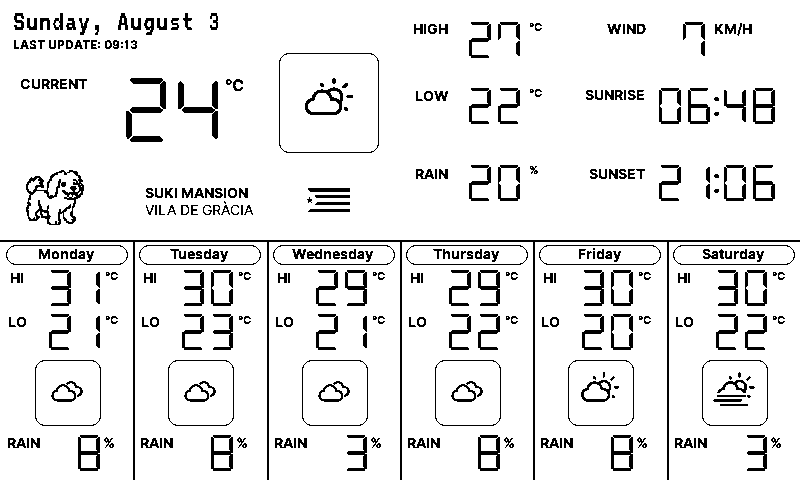 Sunday, August 3
LAST UPDATE: 09:13
CURRENT 24 °C
SUKI MANSION
VILA DE GRÀCIA
HIGH 27 °C
LOW 22 °C
RAIN 20 %
WIND 7 KM/H
SUNRISE 06:48
SUNSET 21:06
Monday
HI 31 °C
LO 21 °C
RAIN 8 %
Tuesday
HI 30 °C
LO 23 °C
RAIN 8 %
Wednesday
HI 29 °C
LO 21 °C
RAIN 3 %
Thursday
HI 29 °C
LO 22 °C
RAIN 8 %
Friday
HI 30 °C
LO 20 °C
RAIN 8 %
Saturday
HI 30 °C
LO 22 °C
RAIN 3 %